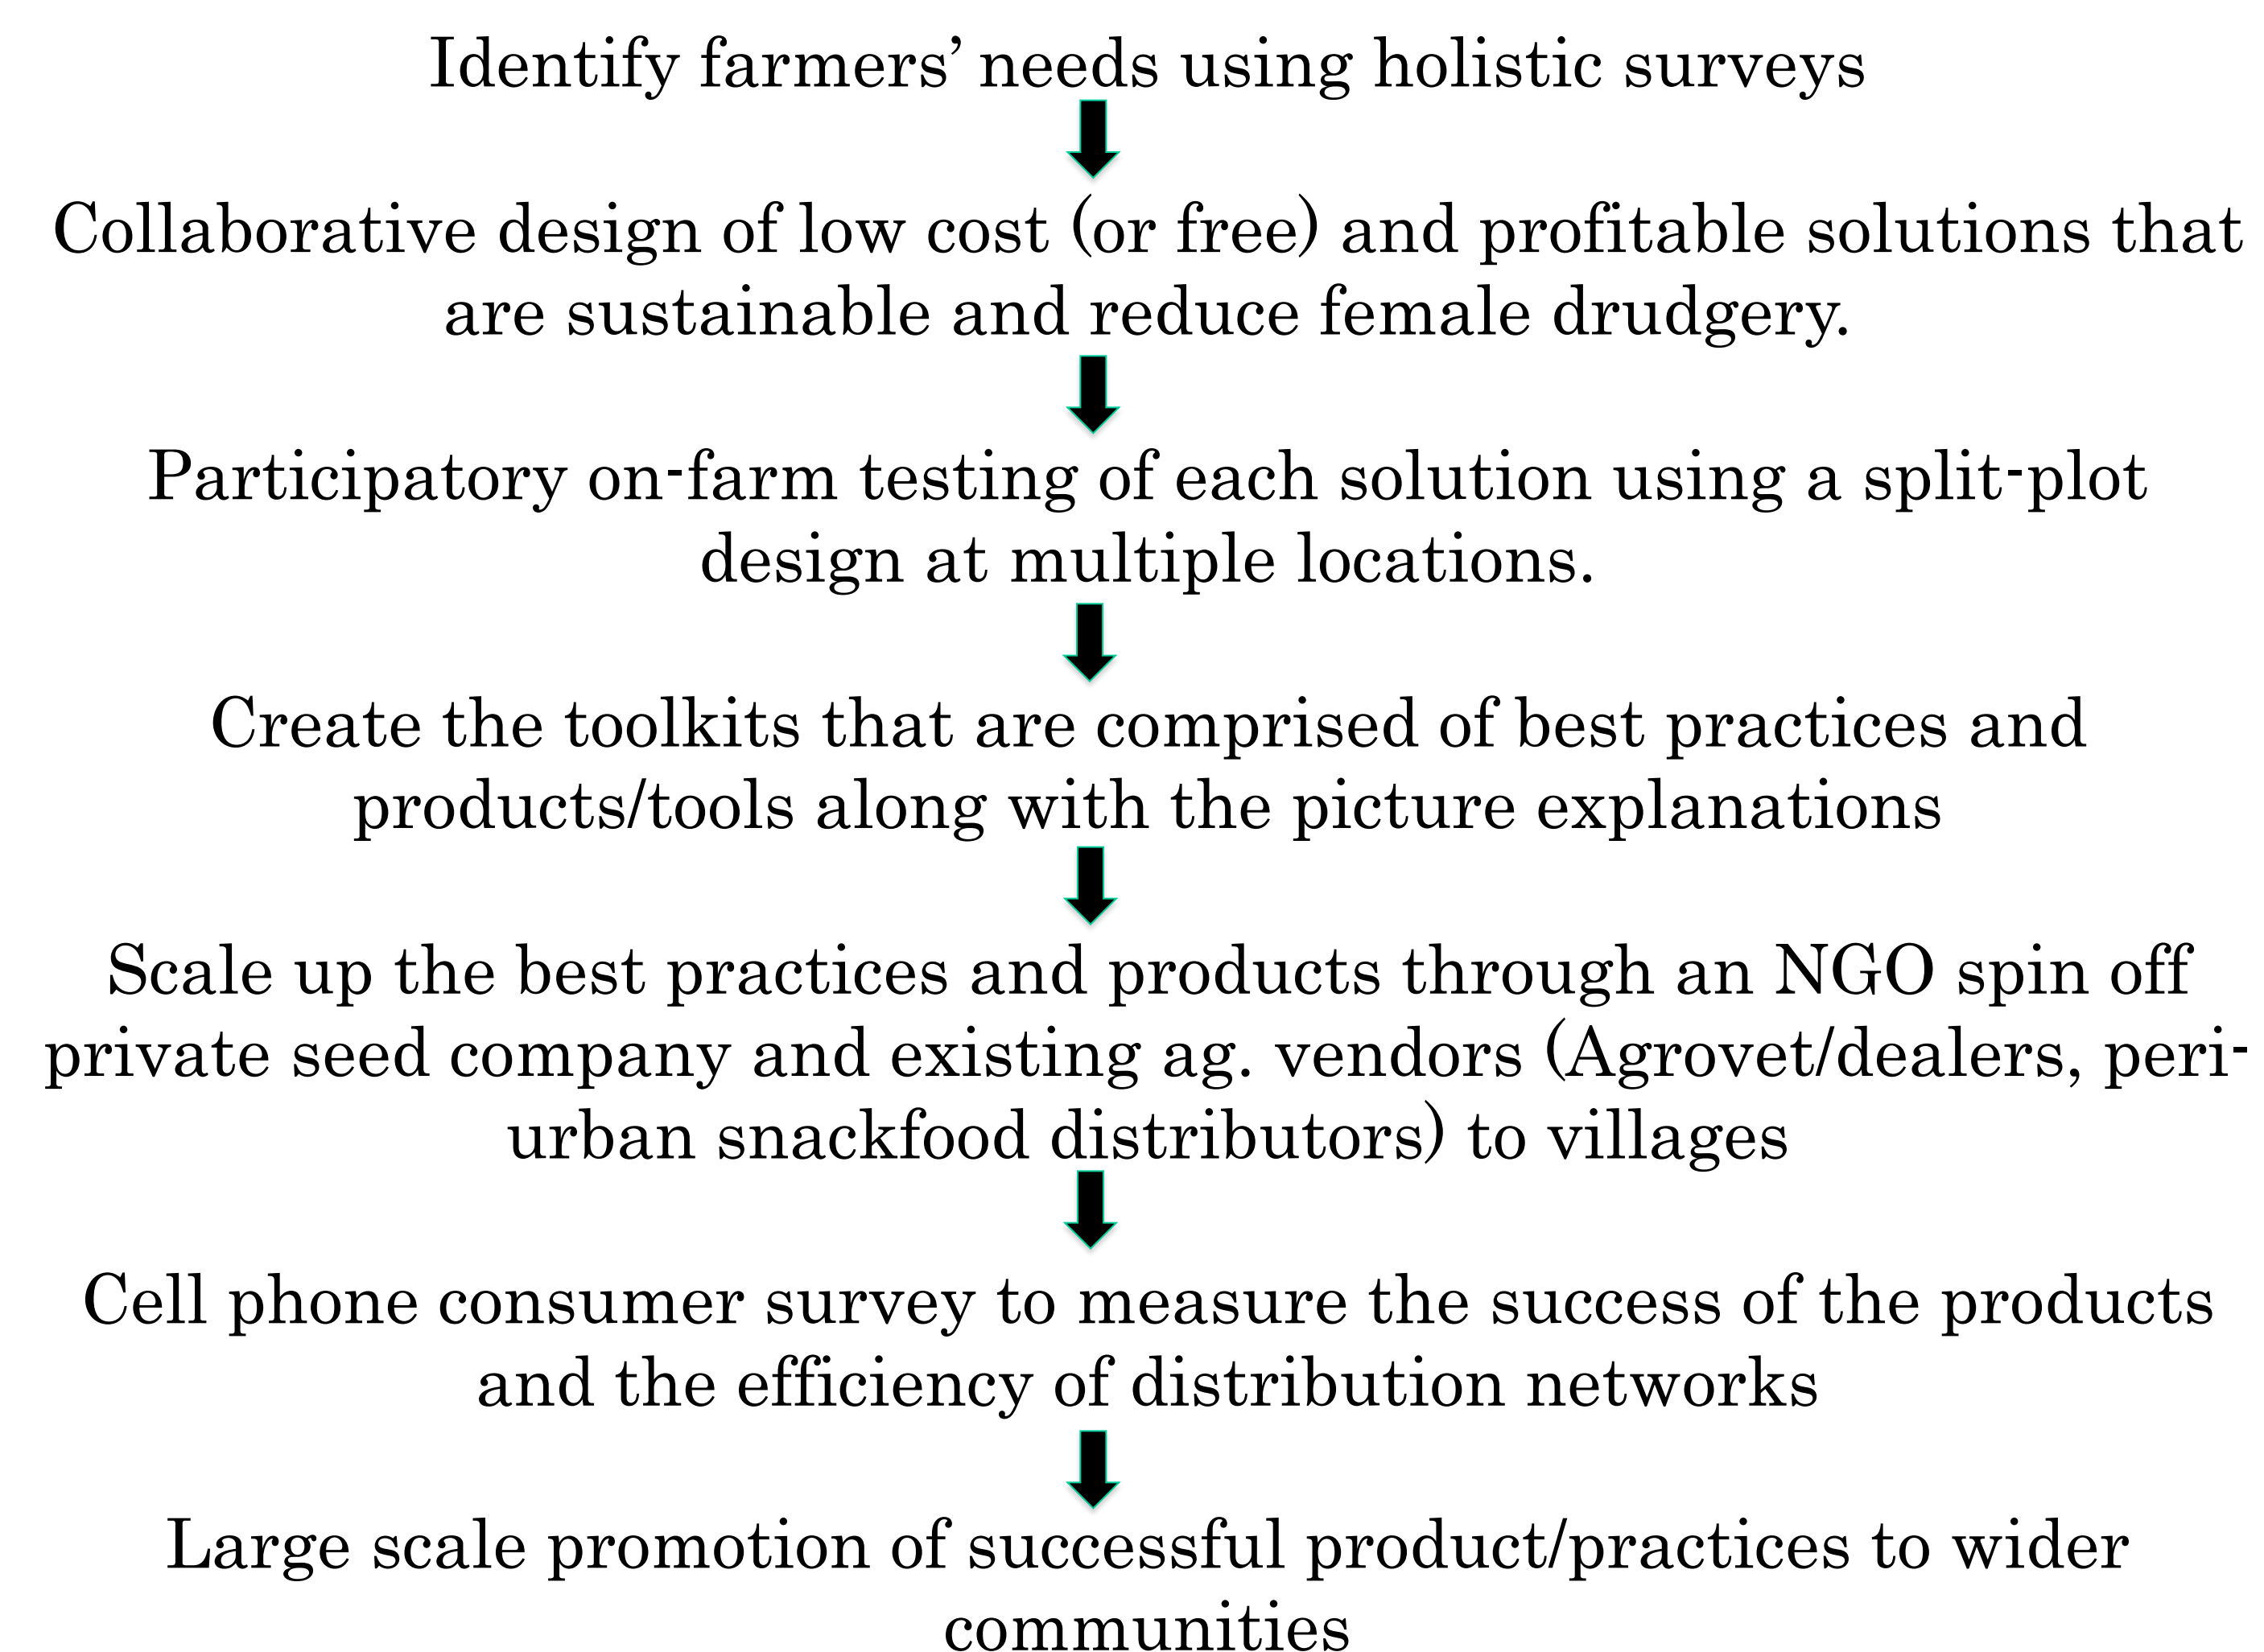 Identify farmers’ needs using holistic surveys
Collaborative design of low cost (or free) and profitable solutions that
are sustainable and reduce female drudgery.
Participatory on-farm testing of each solution using a split-plot
design at multiple locations.
Create the toolkits that are comprised of best practices and
products/tools along with the picture explanations
Scale up the best practices and products through an NGO spin off
private seed company and existing ag. vendors (Agrovet/dealers, peri-
urban snackfood distributors) to villages
Cell phone consumer survey to measure the success of the products
and the efficiency of distribution networks
Large scale promotion of successful product/practices to wider
communities